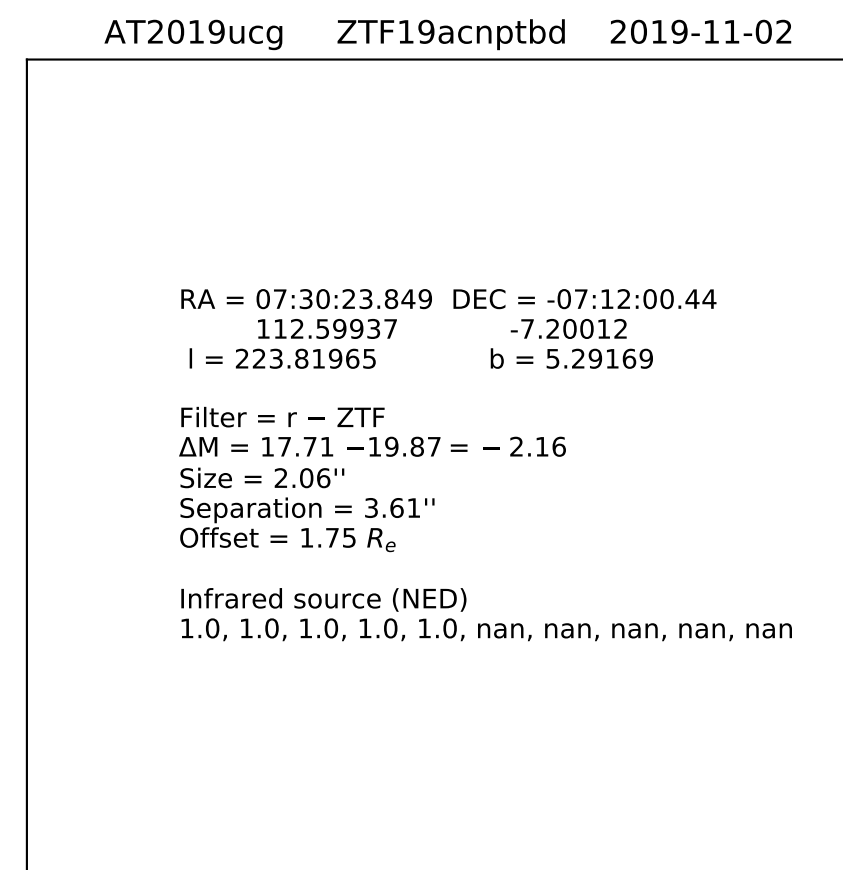 AT2019ucg ZTF19acnptbd 2019-11-02
RA = 07:30:23.849 DEC = -07:12:00.44
112.59937 -7.20012
l = 223.81965 b = 5.29169
Filter = r − ZTF
ΔM = 17.71 −19.87 = − 2.16
Size = 2.06''
Separation = 3.61''
Offset = 1.75 Re
Infrared source (NED)
1.0, 1.0, 1.0, 1.0, 1.0, nan, nan, nan, nan, nan